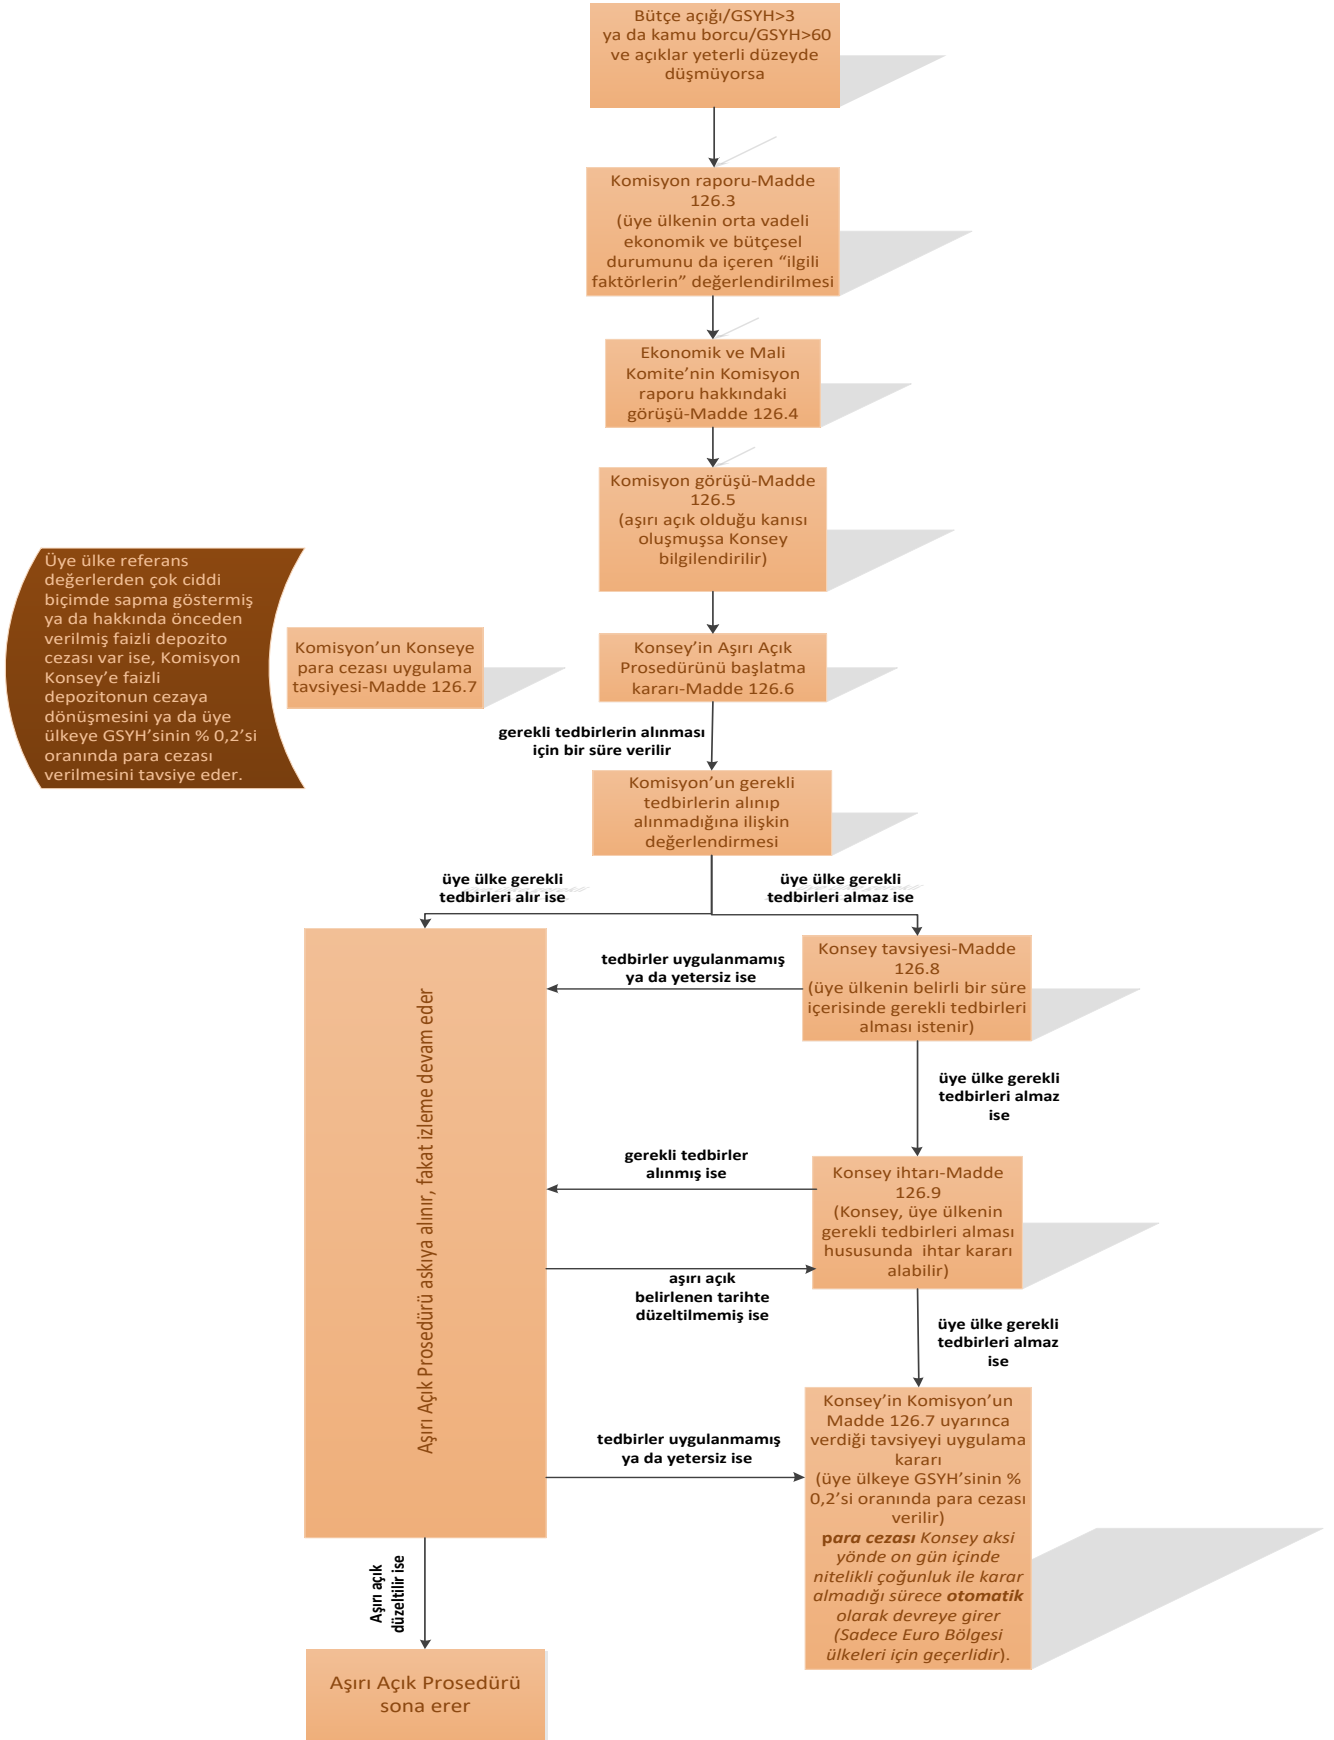 Bütçe açığı/GSYH>3
ya da kamu borcu/GSYH>60
ve açıklar yeterli düzeyde
düşmüyorsa
Komisyon raporu-Madde
126.3
(üye ülkenin orta vadeli
ekonomik ve bütçesel
durumunu da içeren “ilgili
faktörlerin” değerlendirilmesi
Ekonomik ve Mali
Komite’nin Komisyon
raporu hakkındaki
görüşü-Madde 126.4
Komisyon görüşü-Madde
126.5
(aşırı açık olduğu kanısı
oluşmuşsa Konsey
bilgilendirilir)
Üye ülke referans
değerlerden çok ciddi
biçimde sapma göstermiş
ya da hakkında önceden
verilmiş faizli depozito
cezası var ise, Komisyon
Konsey’e faizli
depozitonun cezaya
dönüşmesini ya da üye
ülkeye GSYH’sinin % 0,2’si
oranında para cezası
verilmesini tavsiye eder.
Komisyon’un Konseye
para cezası uygulama
tavsiyesi-Madde 126.7
Konsey’in Aşırı Açık
Prosedürünü başlatma
kararı-Madde 126.6
gerekli tedbirlerin alınması
için bir süre verilir
Komisyon’un gerekli
tedbirlerin alınıp
alınmadığına ilişkin
değerlendirmesi
üye ülke gerekli
tedbirleri alır ise
üye ülke gerekli
tedbirleri almaz ise
Aşırı Açık Prosedürü askıya alınır, fakat izleme devam eder
tedbirler uygulanmamış
ya da yetersiz ise
Konsey tavsiyesi-Madde
126.8
(üye ülkenin belirli bir süre
içerisinde gerekli tedbirleri
alması istenir)
üye ülke gerekli
tedbirleri almaz
ise
gerekli tedbirler
alınmış ise
Konsey ihtarı-Madde
126.9
(Konsey, üye ülkenin
gerekli tedbirleri alması
hususunda ihtar kararı
alabilir)
aşırı açık
belirlenen tarihte
düzeltilmemiş ise
üye ülke gerekli
tedbirleri almaz
ise
tedbirler uygulanmamış
ya da yetersiz ise
Konsey’in Komisyon’un
Madde 126.7 uyarınca
verdiği tavsiyeyi uygulama
kararı
(üye ülkeye GSYH’sinin %
0,2’si oranında para cezası
verilir)
para cezası Konsey aksi
yönde on gün içinde
nitelikli çoğunluk ile karar
almadığı sürece otomatik
olarak devreye girer
(Sadece Euro Bölgesi
ülkeleri için geçerlidir).
Aşırı açık
düzeltilir ise
Aşırı Açık Prosedürü
sona erer